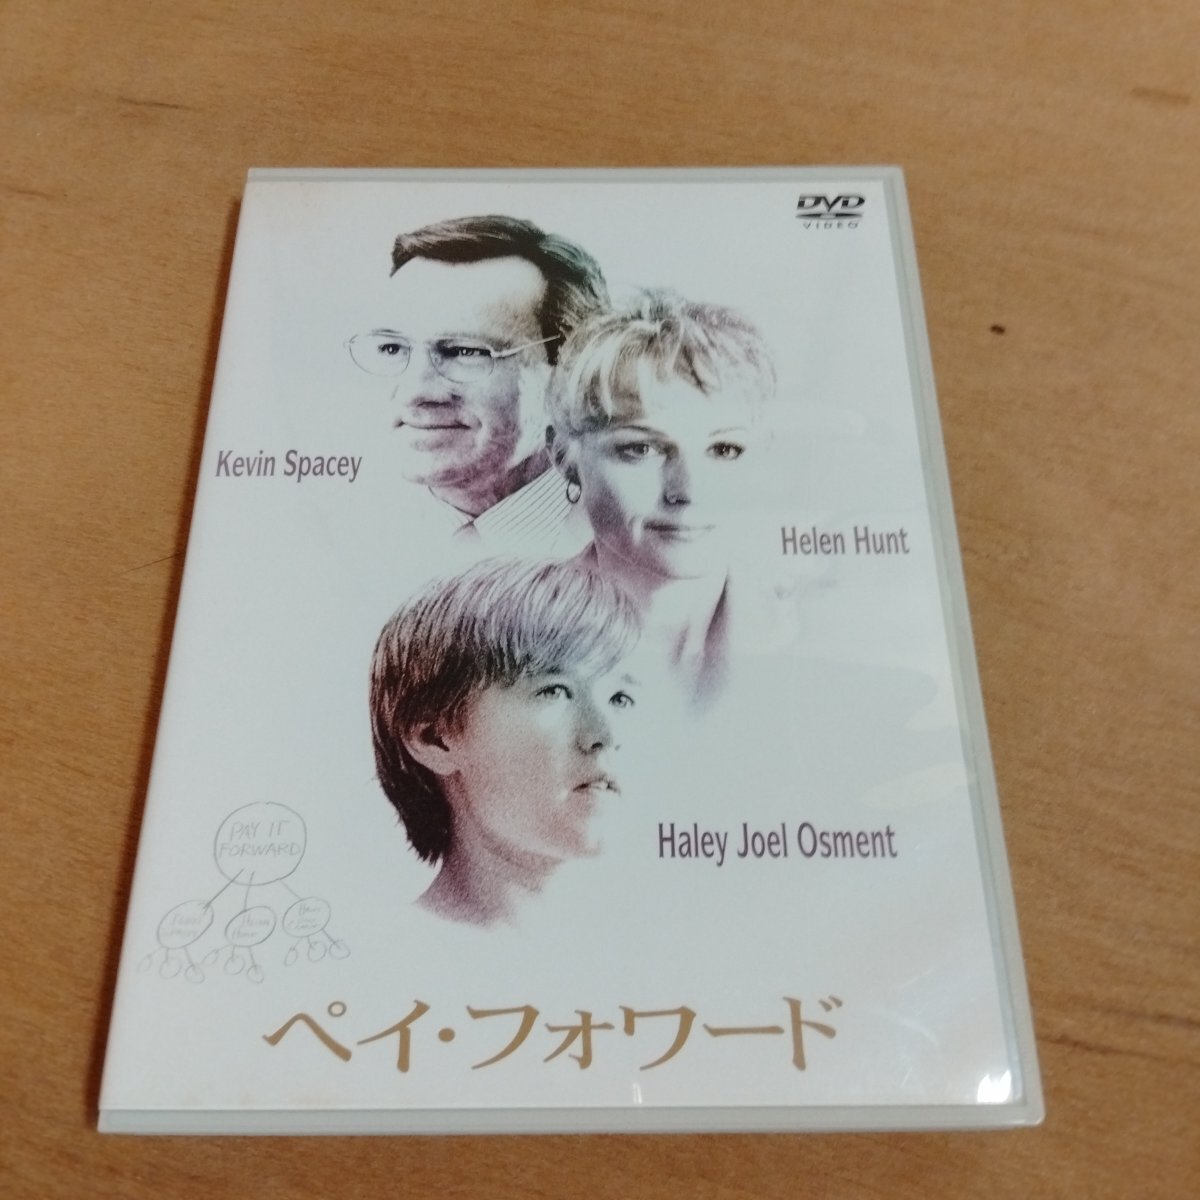 DVD
VIDEO
Kevin Spacey
Helen Hunt
Haley Joel Osment
PAY IT
FORWARD
ペイ・フォワード